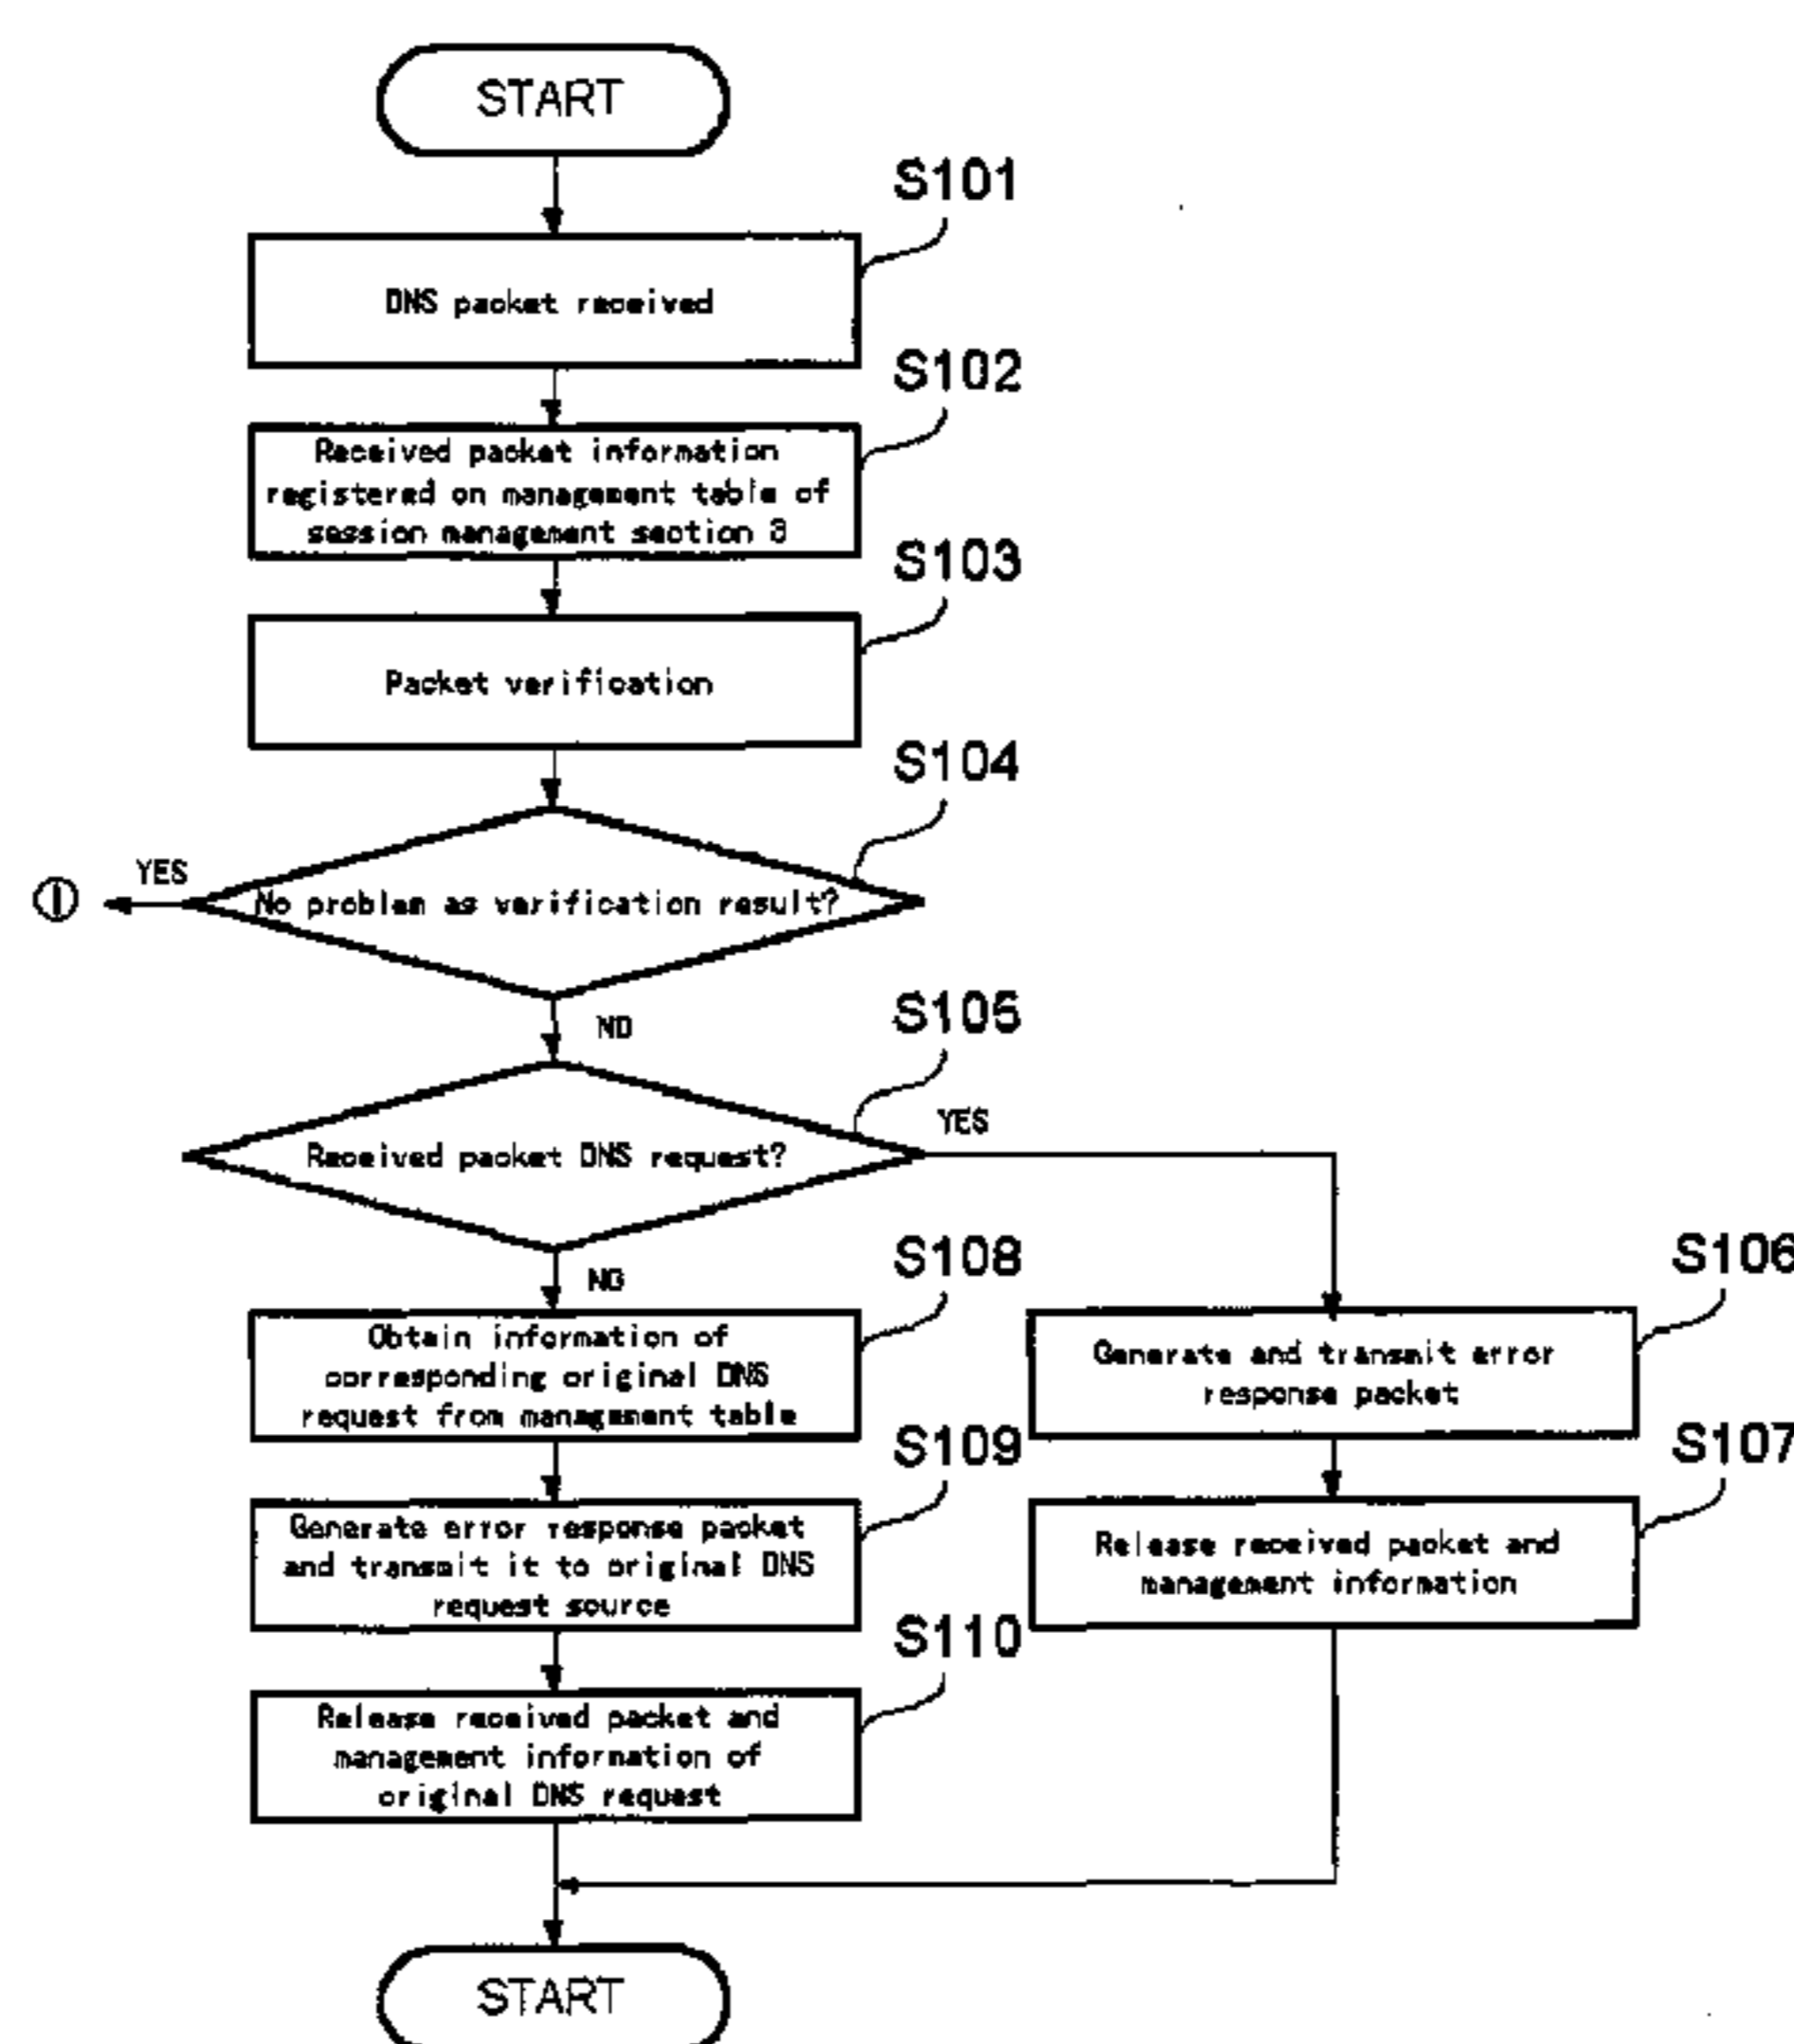 START
S101
DNS packet received
S102
Received packet information
registered on management table of
session management section 3
S103
Packet verification
S104
YES
No problem as verification result?
NO
S105
YES
Received packet DNS request?
NO
S108
Obtain information of
corresponding original DNS
request from management table
S106
Generate and transmit error
response packet
S109
Generate error response packet
and transmit it to original DNS
request source
S107
Release received packet and
management information
S110
Release received packet and
management information of
original DNS request
START